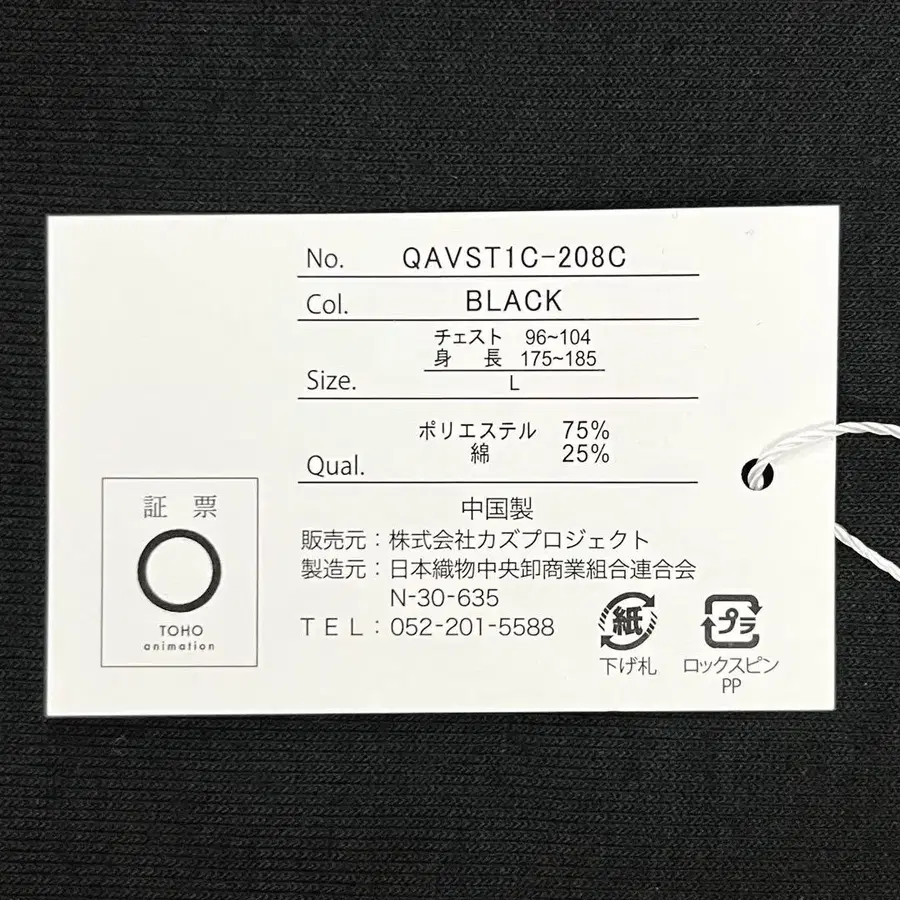 No. QAVST1C-208C
Col. BLACK
チェスト 96~104
身 長 175~185
Size. L
ポリエステル 75%
綿 25%
Qual.
中国製
販売元:株式会社カズプロジェクト
製造元:日本織物中央卸商業組合連合会
N-30-635
TEL:052-201-5588
証 票
TOHO
animation
紙
下げ札
プラ
ロックスピン
PP